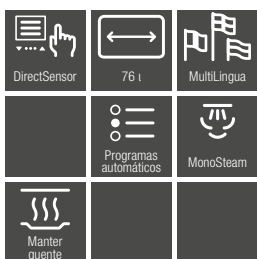 DirectSensor
76 l
MultiLingua
Programas
automáticos
MonoSteam
Manter
quente